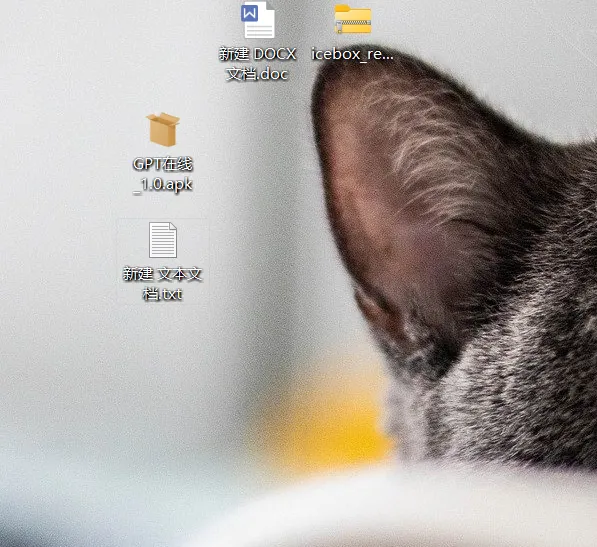 新建 DOCX
文档.doc
icebox_re...
GPT在线
_1.0.apk
新建 文本文
档.txt